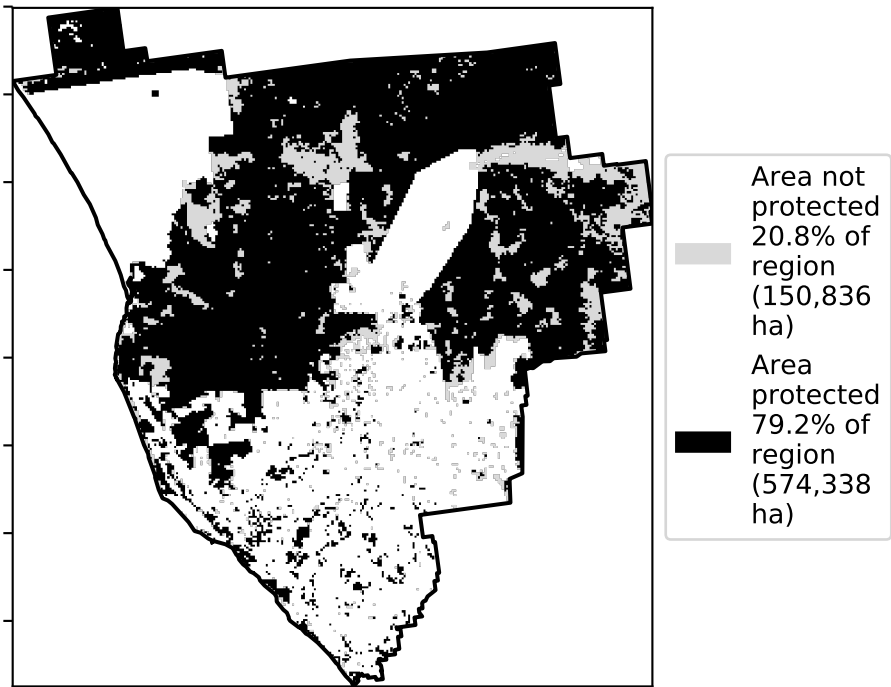 Area not
protected
20.8% of
region
(150,836
ha)
Area
protected
79.2% of
region
(574,338
ha)